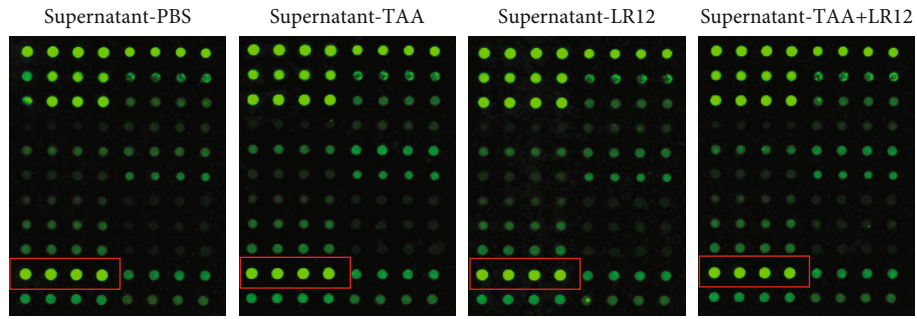 Supernatant-PBS
Supernatant-TAA
Supernatant-LR12
Supernatant-TAA+LR12